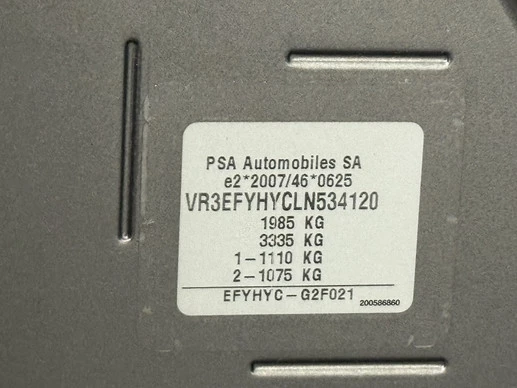 PSA Automobiles SA
e2*2007/46*0625
VR3EFYHYCLN534120
1985 KG
3335 KG
1-1110 KG
2-1075 KG
EFYHYC-G2F021
200586860